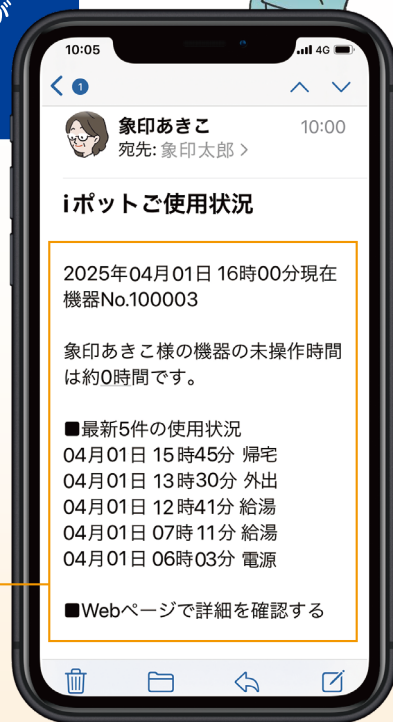 び
10:05
4G
1
象印あきこ 10:00
宛先: 象印太郎 >
iポットご使用状況
2025年04月01日 16時00分現在
機器No.100003
象印あきこ様の機器の未操作時間
は約0時間です。
■最新5件の使用状況
04月01日 15時45分 帰宅
04月01日 13時30分 外出
04月01日 12時41分 給湯
04月01日 07時11分 給湯
04月01日 06時03分 電源
■Webページで詳細を確認する